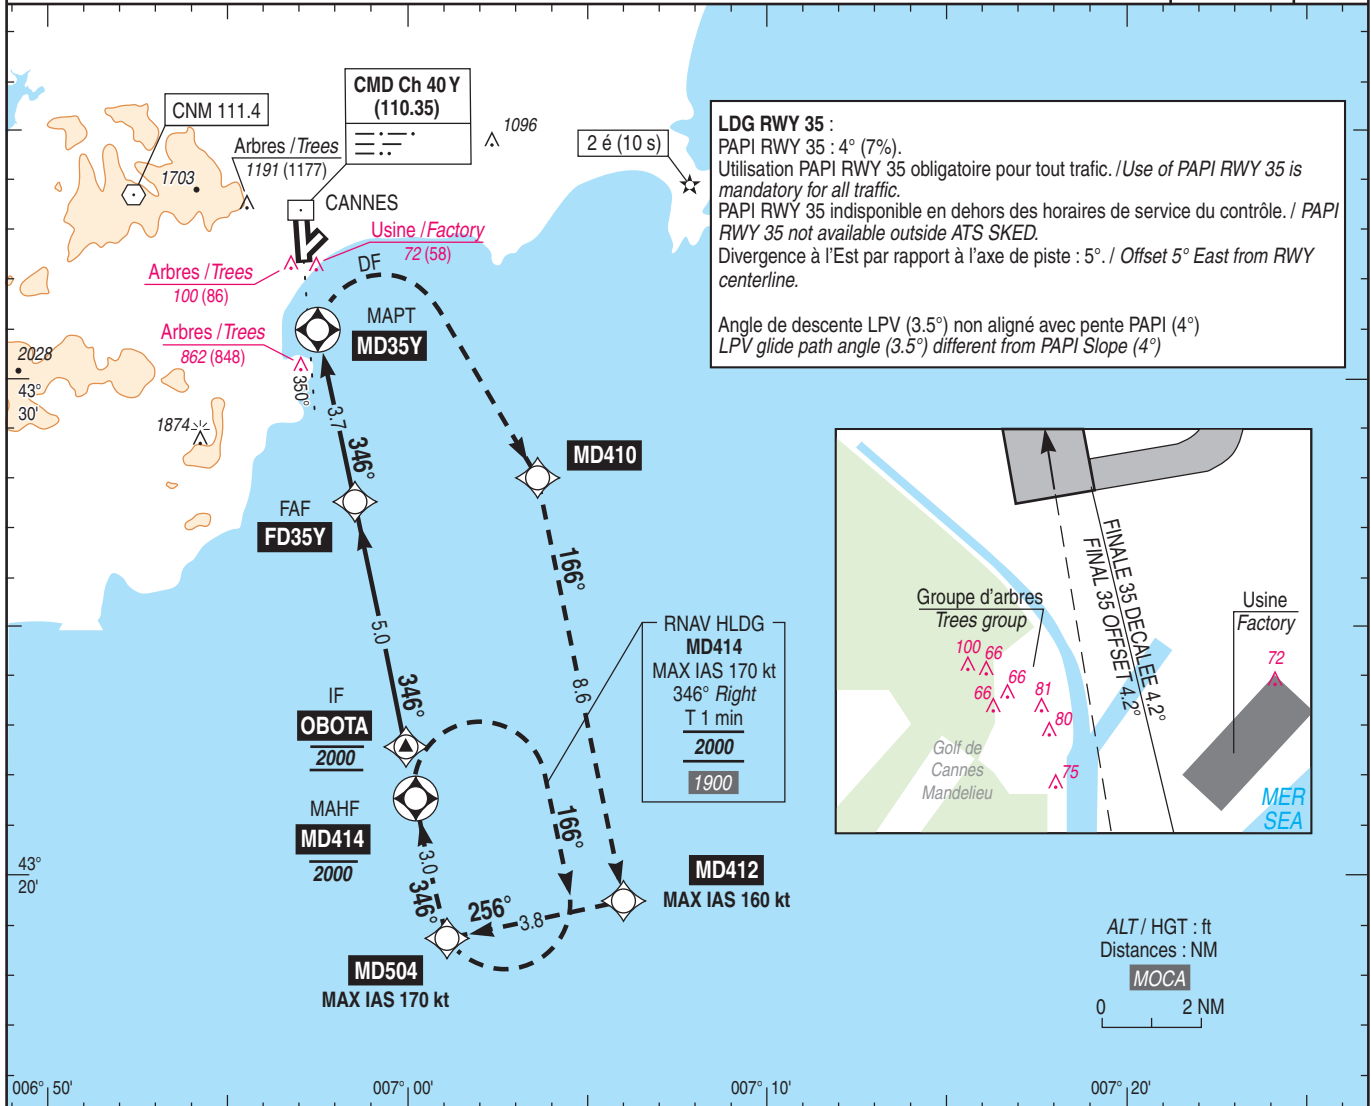 CNM 111.4
CMD Ch 40 Y
(110.35)
1096
Arbres / Trees
1191 (1177)
1703
2 é (10 s)
CANNES
Usine / Factory
72 (58)
DF
Arbres / Trees
100 (86)
MAPT
MD35Y
Arbres / Trees
862 (848)
2028
43°
30'
350°
1874
3.7
346°
MD410
FAF
FD35Y
166°
5.0
8.6
346°
IF
OBOTA
2000
MAHF
MD414
2000
RNAV HLDG
MD414
MAX IAS 170 kt
346° Right
T 1 min
2000
1900
166°
43°
20'
3.0
346°
256°
3.8
MD412
MAX IAS 160 kt
MD504
MAX IAS 170 kt
LDG RWY 35 :
PAPI RWY 35 : 4° (7%).
Utilisation PAPI RWY 35 obligatoire pour tout trafic. /Use of PAPI RWY 35 is
mandatory for all traffic.
PAPI RWY 35 indisponible en dehors des horaires de service du contrôle. / PAPI
RWY 35 not available outside ATS SKED.
Divergence à l'Est par rapport à l'axe de piste : 5°. / Offset 5° East from RWY
centerline.
Angle de descente LPV (3.5°) non aligné avec pente PAPI (4°)
LPV glide path angle (3.5°) different from PAPI Slope (4°)
FINALE 35 DECALEE 4.2°
FINAL 35 OFFSET 4.2°
Groupe d'arbres
Trees group
Usine
Factory
100
66
66
66
81
80
75
72
Golf de
Cannes
Mandelieu
MER
SEA
ALT / HGT : ft
Distances : NM
MOCA
0
2 NM
006° 50'
007° 00'
007° 10'
007° 20'